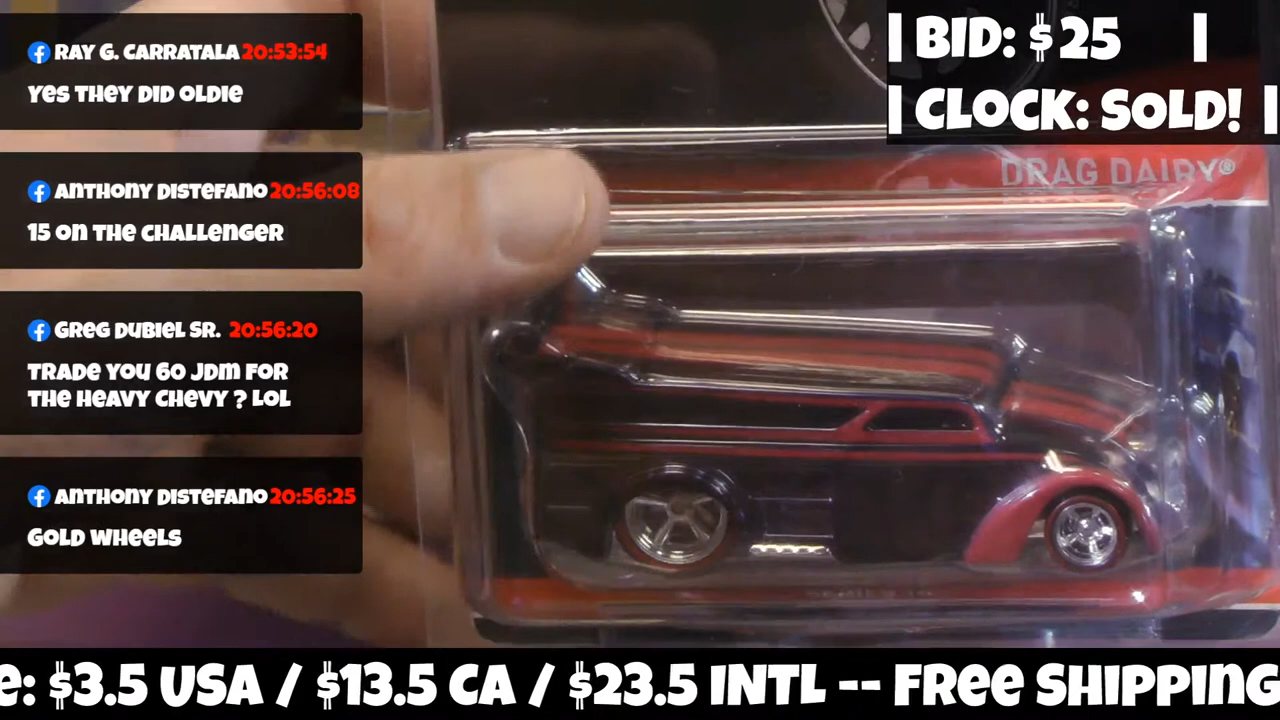 RAY G. CARRATALA 20:53:54
YES THEY DID OLDIE
ANTHONY DISTEFANO 20:56:08
15 ON THE CHALLENGER
GREG DUBIEL SR. 20:56:20
TRADE YOU 60 JDM FOR
THE HEAVY CHEVY ? LOL
ANTHONY DISTEFANO 20:56:25
GOLD WHEELS
| BID: $25 |
| CLOCK: SOLD! |
DRAG DAIRY®
e: $3.5 USA / $13.5 CA / $23.5 INTL -- FREE SHIPPING